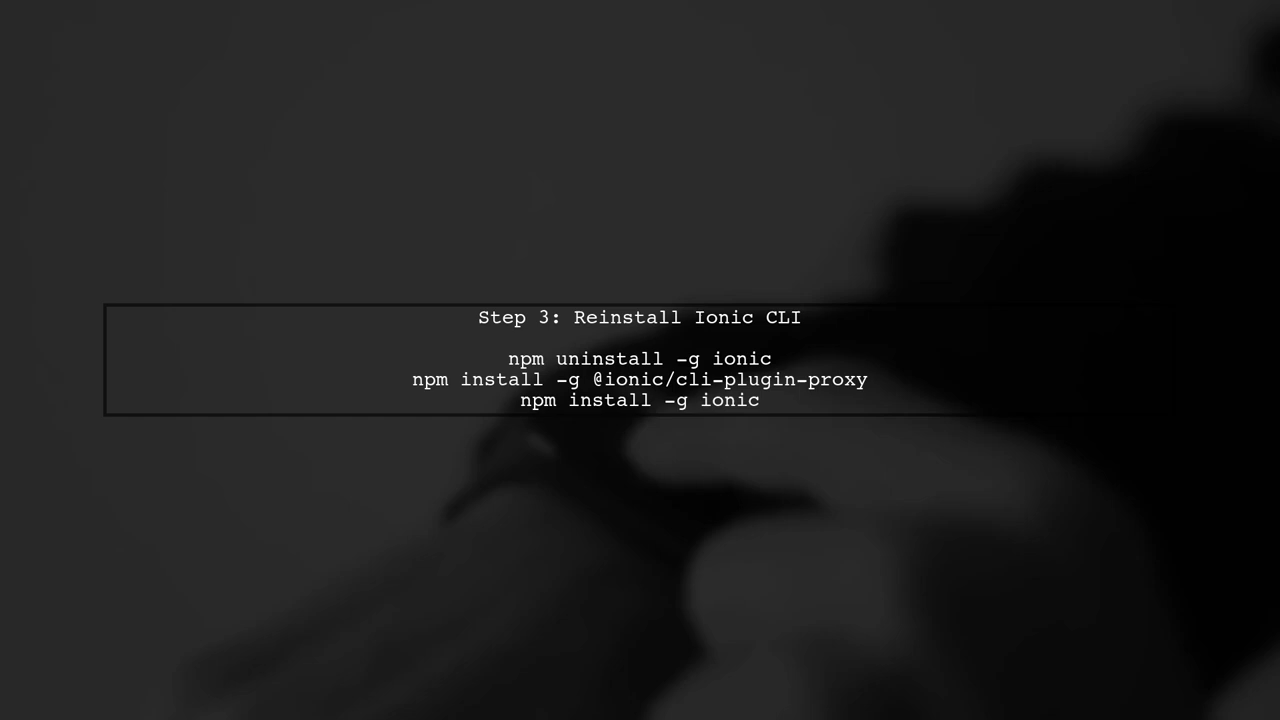 Step 3: Reinstall Ionic CLI
npm uninstall -g ionic
npm install -g @ionic/cli-plugin-proxy
npm install -g ionic